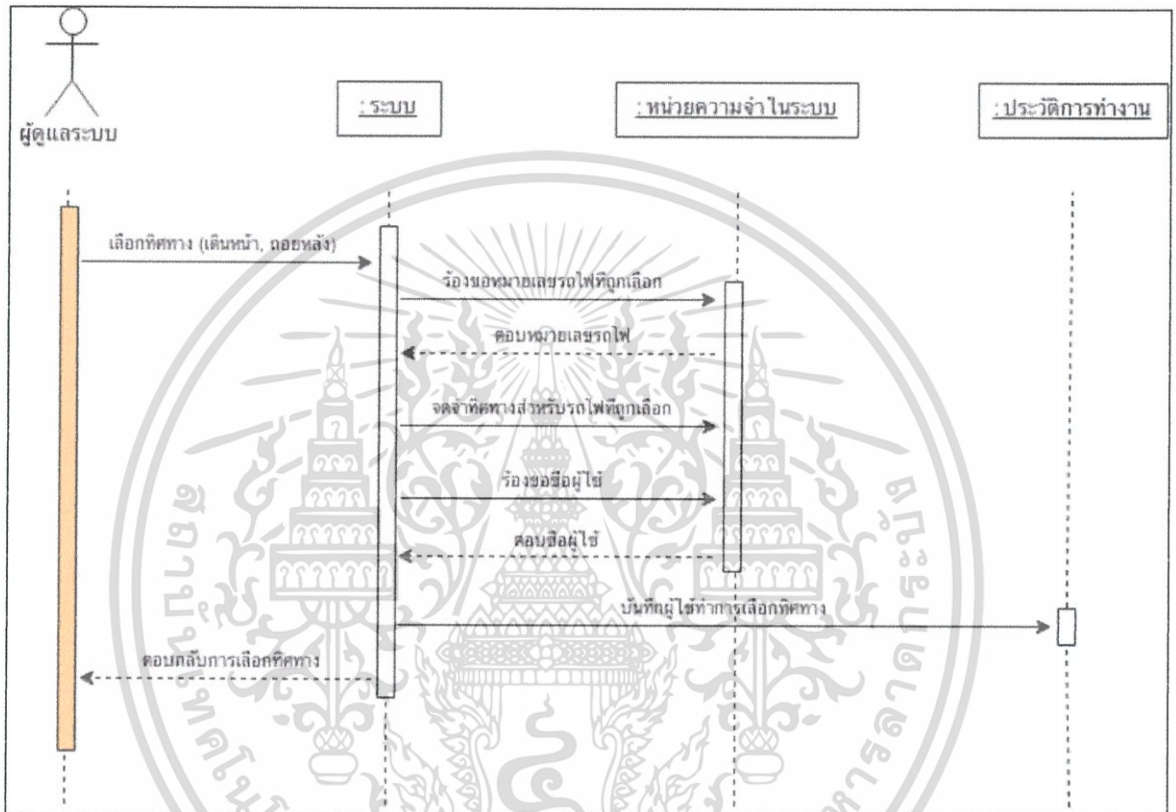 ผู้ดูแลระบบ
: ระบบ
: หน่วยความจำในระบบ
: ประวัติการทำงาน
เลือกทิศทาง (เดินหน้า, ถอยหลัง)
ร้องขอหมายเลขรถไฟที่ถูกเลือก
ตอบหมายเลขรถไฟ
จดจำทิศทางสำหรับรถไฟที่ถูกเลือก
ร้องขอชื่อผู้ใช้
ตอบชื่อผู้ใช้
บันทึกผู้ใช้ทำการเลือกทิศทาง
ตอบกลับการเลือกทิศทาง